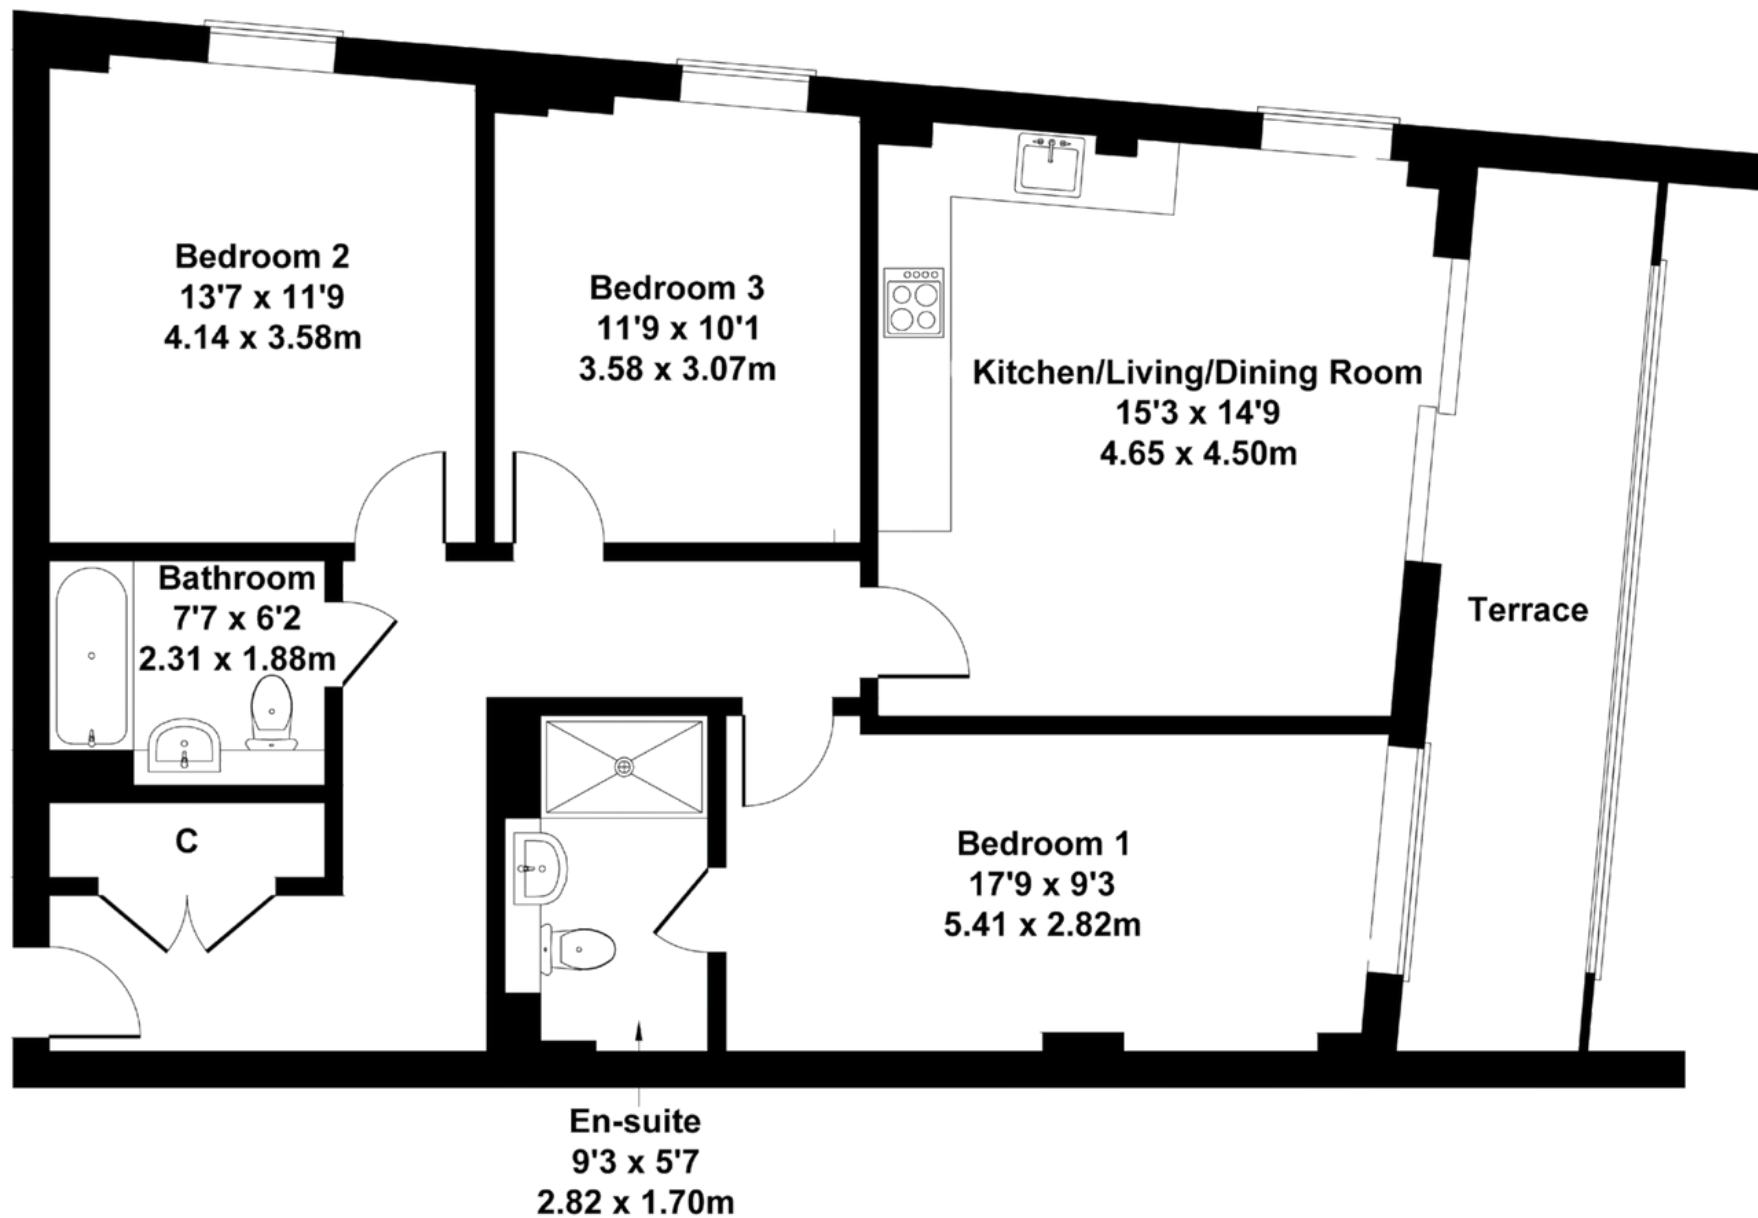 Bedroom 2
13'7 x 11'9
4.14 x 3.58m
Bedroom 3
11'9 x 10'1
3.58 x 3.07m
Kitchen/Living/Dining Room
15'3 x 14'9
4.65 x 4.50m
Bathroom
7'7 x 6'2
2.31 x 1.88m
Terrace
C
Bedroom 1
17'9 x 9'3
5.41 x 2.82m
En-suite
9'3 x 5'7
2.82 x 1.70m